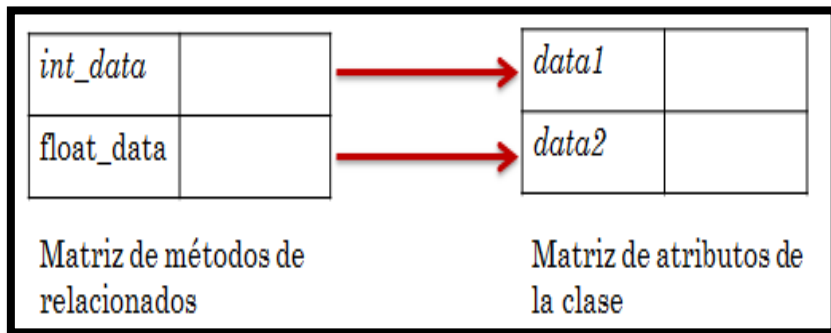 int_data
float_data
data1
data2
Matriz de métodos de
relacionados
Matriz de atributos de
la clase